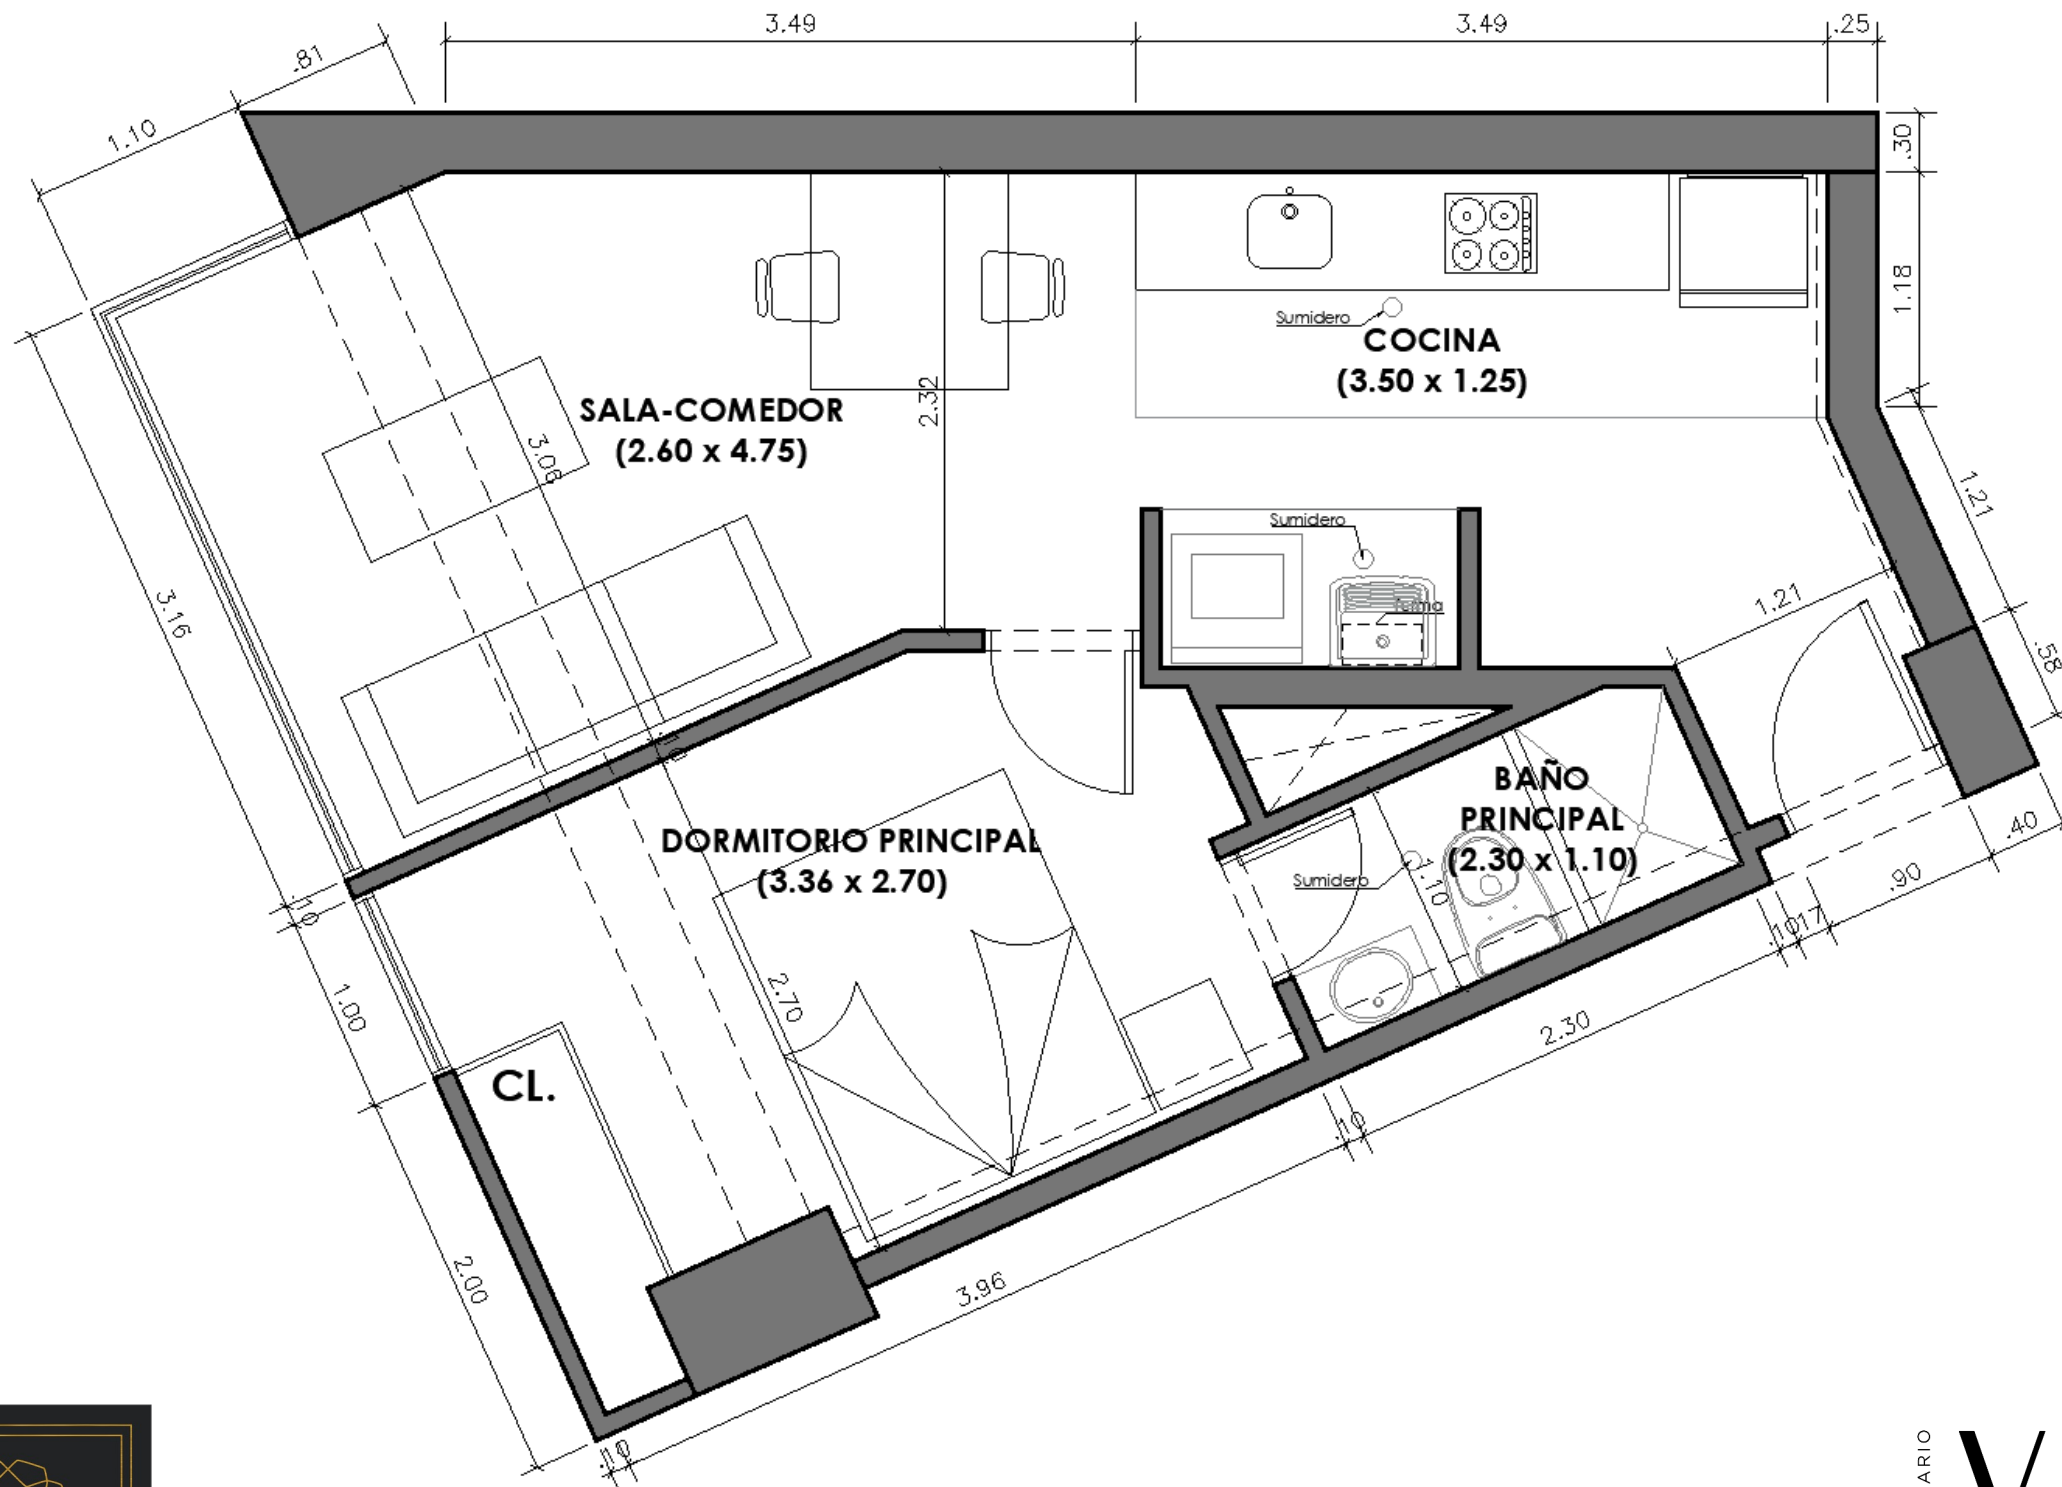 3.49
3.49
.25
.81
1.10
.30
1.18
Sumidero
COCINA
(3.50 x 1.25)
2.32
SALA-COMEDOR
(2.60 x 4.75)
3.06
1.21
Sumidero
1.21
3.16
.58
BAÑO
PRINCIPAL
(2.30 x 1.10)
DORMITORIO PRINCIPAL
(3.36 x 2.70)
Sumidero
1.10
.40
.90
.10
.17
.10
1.00
2.70
2.30
CL.
.10
2.00
3.96
.10
ARIO
V